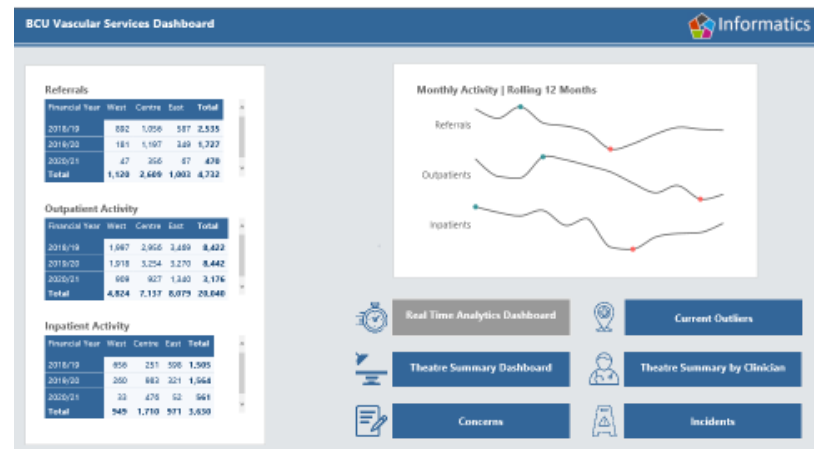 BCU Vascular Services Dashboard
Informatics
Referrals
Financial Year West Centre East Total
2018/19 892 1,056 587 2,535
2019/20 181 1,197 349 1,727
2020/21 47 356 67 470
Total 1,120 2,609 1,003 4,732
Outpatient Activity
Financial Year West Centre East Total
2018/19 1,997 2,956 3,469 8,422
2019/20 1,918 3,254 3,270 8,442
2020/21 909 927 1,340 3,176
Total 4,824 7,137 8,079 20,040
Inpatient Activity
Financial Year West Centre East Total
2018/19 656 251 598 1,505
2019/20 260 983 321 1,564
2020/21 33 476 52 561
Total 949 1,710 971 3,630
Monthly Activity | Rolling 12 Months
Referrals
Outpatients
Inpatients
Real Time Analytics Dashboard
Current Outliers
Theatre Summary Dashboard
Theatre Summary by Clinician
Concerns
Incidents